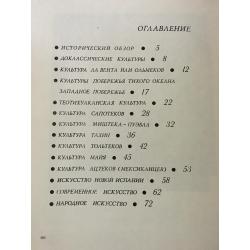 ОГЛАВЛЕНИЕ
● ИСТОРИЧЕСКИЙ ОБЗОР • 5
● ДОКЛАССИЧЕСКИЕ КУЛЬТУРЫ • 8
● КУЛЬТУРА ЛА ВЕНТА ИЛИ ОЛЬМЕКОВ • 12
● КУЛЬТУРЫ ПОБЕРЕЖЬЯ ТИХОГО ОКЕАНА
ЗАПАДНОЕ ПОБЕРЕЖЬЕ • 17
● ТЕОТИХУАКАНСКАЯ КУЛЬТУРА • 22
● КУЛЬТУРА САПОТЕКОВ • 28
● КУЛЬТУРА МИШТЕКА-ПУЭБЛА • 32
● КУЛЬТУРА ТАХИН • 36
● КУЛЬТУРА ТОЛЬТЕКОВ • 42
● КУЛЬТУРА МАЙЯ • 45
● КУЛЬТУРА АЦТЕКОВ (МЕКСИКАНЦЕВ) • 53
● ИСКУССТВО НОВОЙ ИСПАНИИ • 58
● СОВРЕМЕННОЕ ИСКУССТВО • 62
● НАРОДНОЕ ИСКУССТВО • 72